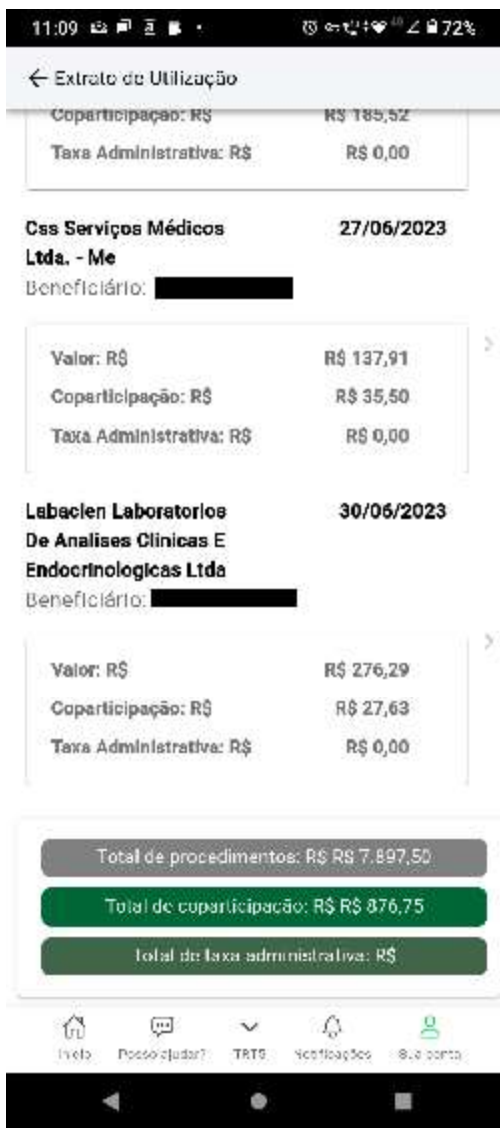 11:09 72%
← Extrato de Utilização
Coparticipação: R$ R$ 185,52
Taxa Administrativa: R$ R$ 0,00
Css Serviços Médicos 27/06/2023
Ltda. - Me
Beneficiário:
Valor: R$ R$ 137,91
Coparticipação: R$ R$ 35,50
Taxa Administrativa: R$ R$ 0,00
Labaclen Laboratorios 30/06/2023
De Analises Clinicas E
Endocrinologicas Ltda
Beneficiário:
Valor: R$ R$ 276,29
Coparticipação: R$ R$ 27,63
Taxa Administrativa: R$ R$ 0,00
Total de procedimentos: R$ R$ 7.897,50
Total de coparticipação: R$ R$ 876,75
Total de taxa administrativa: R$
Início Posso ajudar? TRT5 Notificações Sua conta